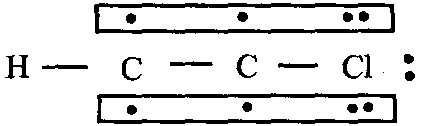 H — C — C — Cl :